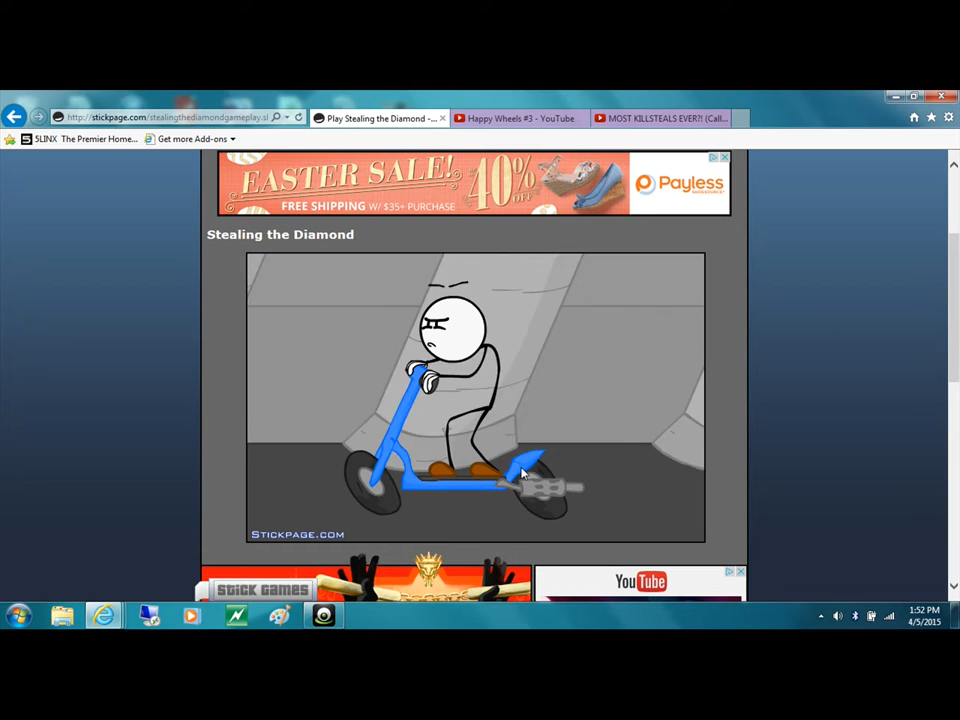 http://stickpage.com/stealingthediamondgameplay.sl
Play Stealing the Diamond -...
Happy Wheels #3 - YouTube
MOST KILLSTEALS EVER?! (Call...
5LINX The Premier Home...
Get more Add-ons
EASTER SALE!
40%
OFF
FREE SHIPPING W/ $35+ PURCHASE
Payless
Stealing the Diamond
STICKPAGE.COM
STICK GAMES
YouTube
1:52 PM
4/5/2015